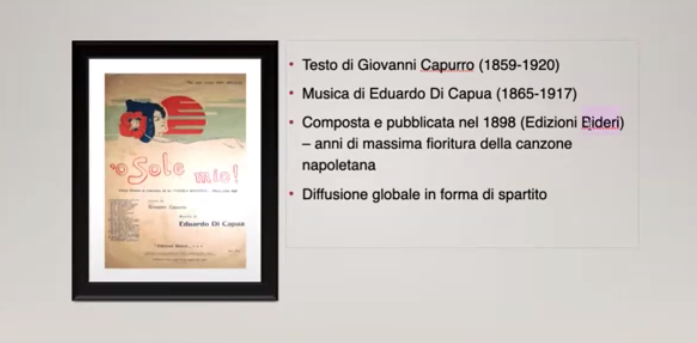 'o Sole mio!
Eduardo Di Capua
• Testo di Giovanni Capurro (1859-1920)
• Musica di Eduardo Di Capua (1865-1917)
• Composta e pubblicata nel 1898 (Edizioni Bideri)
– anni di massima fioritura della canzone
napoletana
• Diffusione globale in forma di spartito